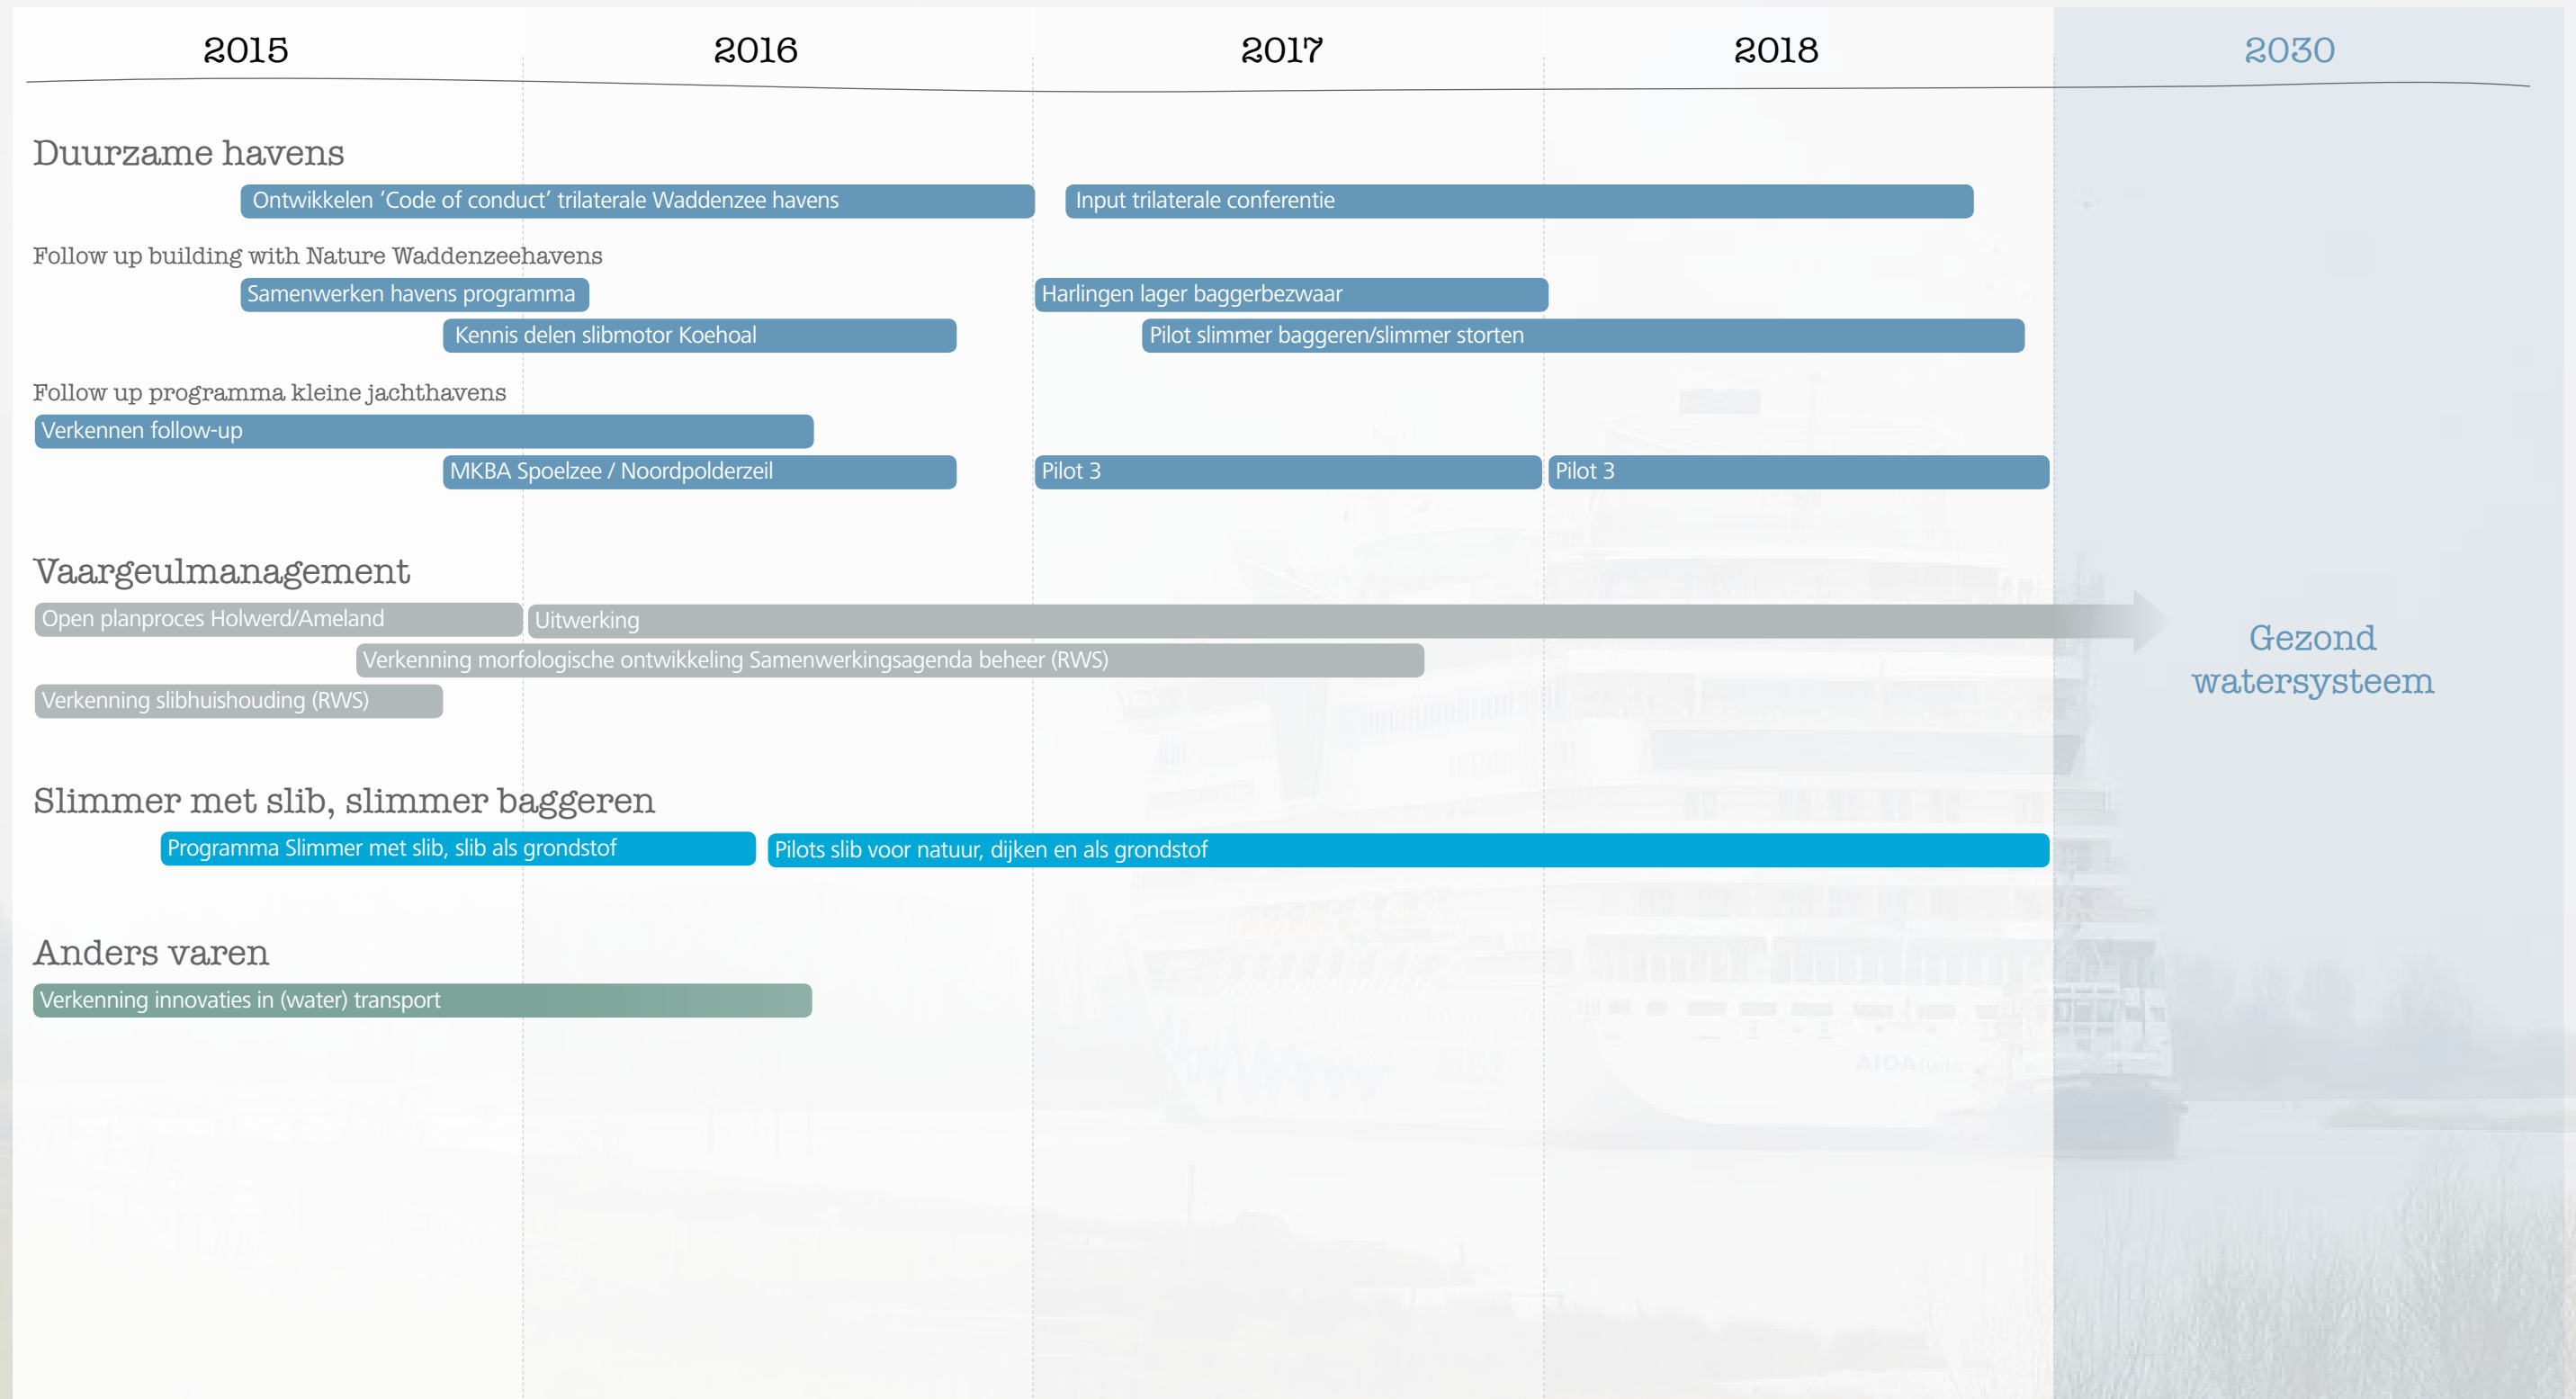 2015 2016 2017 2018 2030
Duurzame havens
Ontwikkelen ‘Code of conduct’ trilaterale Waddenzee havens
Input trilaterale conferentie
Follow up building with Nature Waddenzeehavens
Samenwerken havens programma
Harlingen lager baggerbezwaar
Kennis delen slibmotor Koehoal
Pilot slimmer baggeren/slimmer storten
Follow up programma kleine jachthavens
Verkennen follow-up
MKBA Spoelzee / Noordpolderzeil
Pilot 3
Pilot 3
Vaargeulmanagement
Open planproces Holwerd/Ameland
Uitwerking
Verkenning morfologische ontwikkeling Samenwerkingsagenda beheer (RWS)
Verkenning slibhuishouding (RWS)
Gezond
watersysteem
Slimmer met slib, slimmer baggeren
Programma Slimmer met slib, slib als grondstof
Pilots slib voor natuur, dijken en als grondstof
Anders varen
Verkenning innovaties in (water) transport